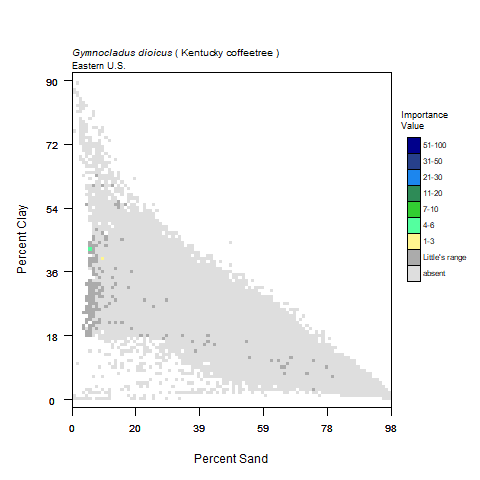 Gymnocladus dioicus ( Kentucky coffeetree )
Eastern U.S.
Importance
Value
51-100
31-50
21-30
11-20
7-10
4-6
1-3
Little's range
absent
Percent Clay
90
72
54
36
18
0
0
20
39
59
78
98
Percent Sand